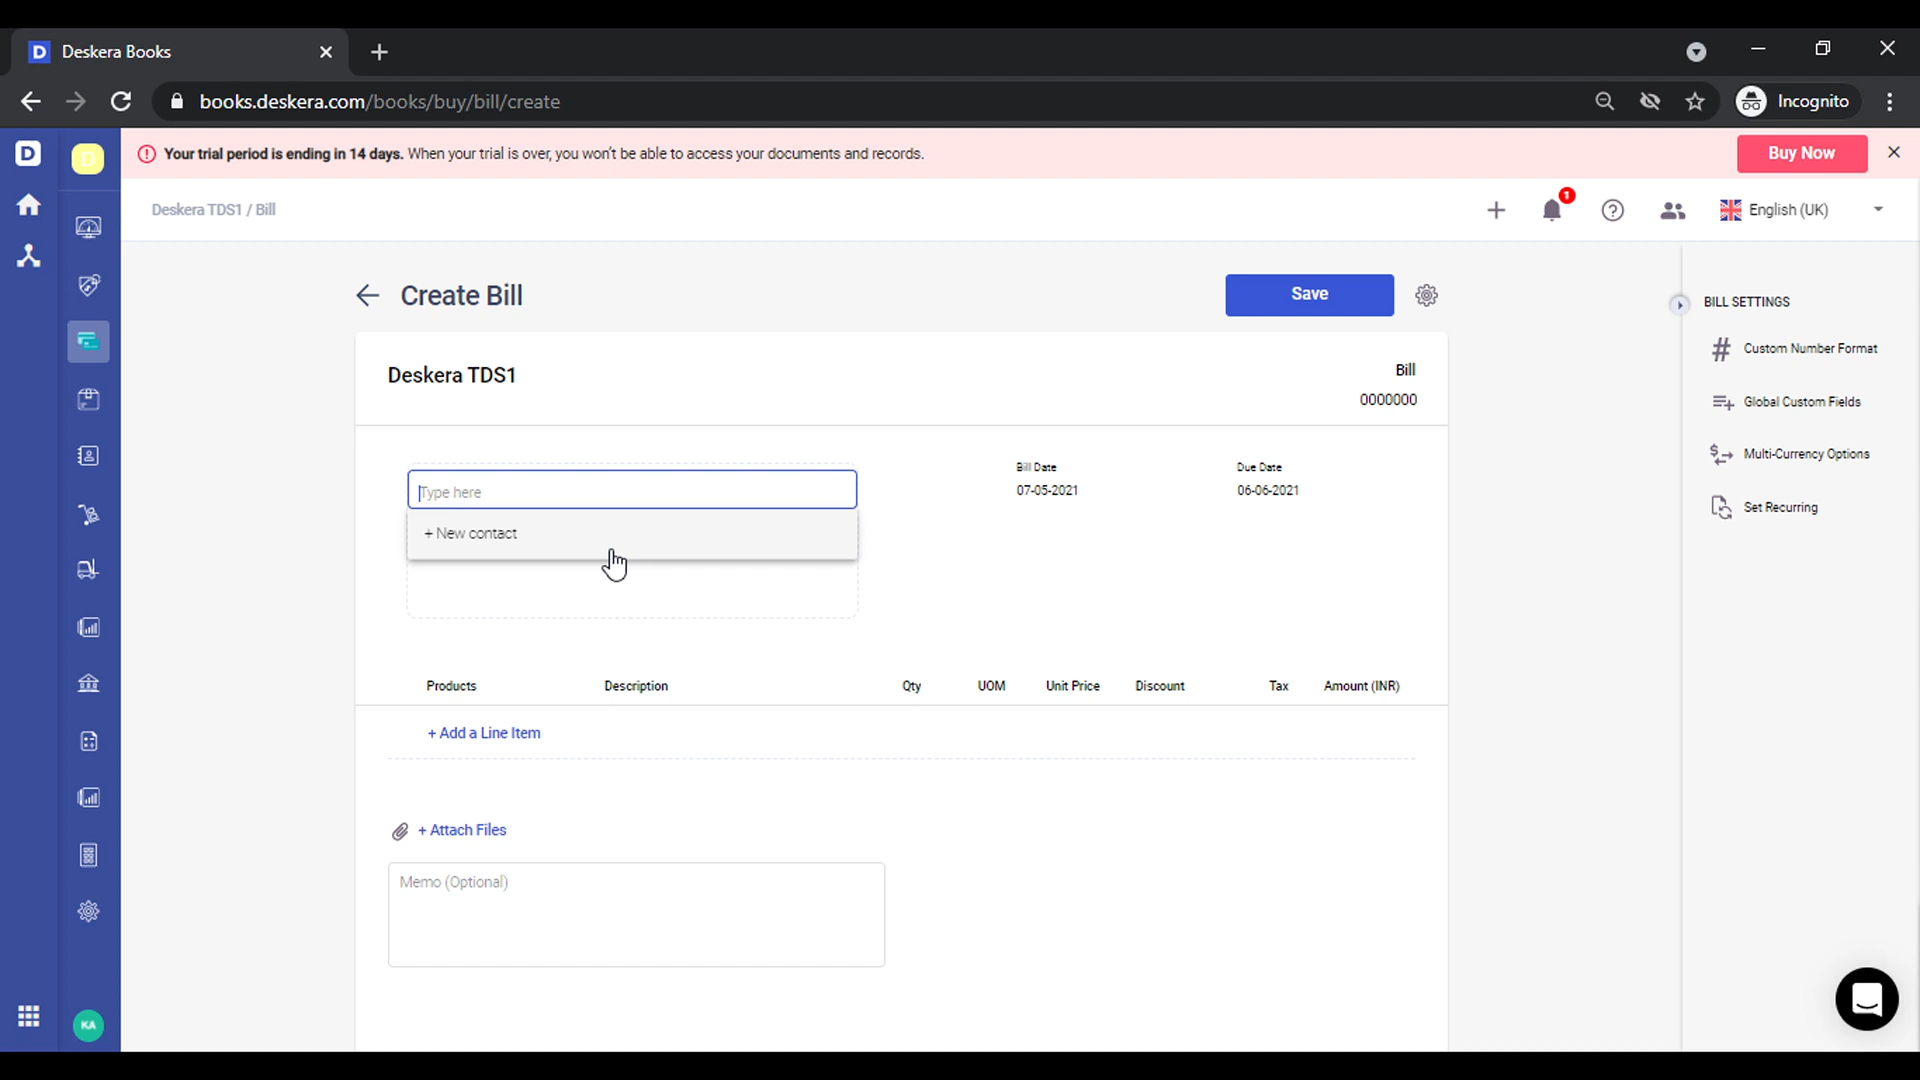 D Deskera Books
books.deskera.com/books/buy/bill/create
Incognito
D
D
Your trial period is ending in 14 days. When your trial is over, you won't be able to access your documents and records.
Buy Now
Deskera TDS1 / Bill
1
English (UK)
Create Bill
Save
BILL SETTINGS
Custom Number Format
Global Custom Fields
Multi-Currency Options
Set Recurring
Deskera TDS1
Bill
0000000
Type here
+ New contact
Bill Date
07-05-2021
Due Date
06-06-2021
Products Description Qty UOM Unit Price Discount Tax Amount (INR)
+ Add a Line Item
+ Attach Files
Memo (Optional)
KA